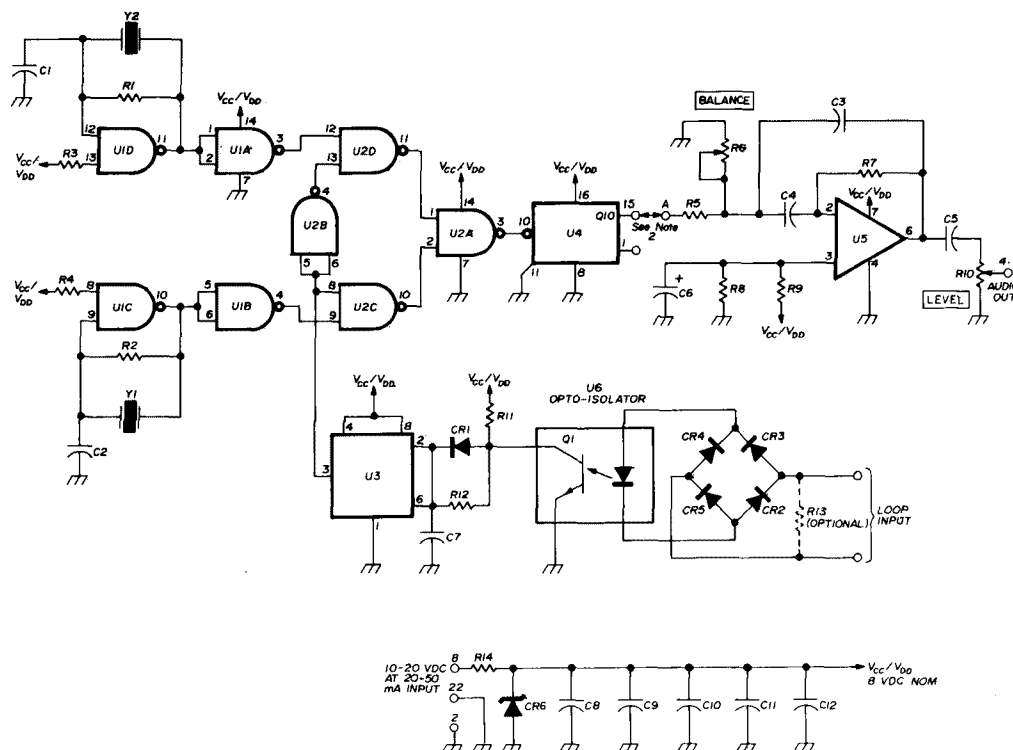 Y2
C1
R1
VCC/VDD
12
13
U1D
11
VCC/
VDD
R3
1
2
14
U1A
3
7
12
13
U2D
11
4
U2B
5
6
VCC/
VDD
R4
8
9
U1C
10
R2
Y1
C2
5
6
U1B
4
8
9
U2C
10
VCC/VDD
14
1
2
U2A
3
7
VCC/VDD
16
10
U4
Q10
15
11
8
1
A
See Note
2
R5
BALANCE
R6
C3
R7
C4
VCC/VDD
7
2
3
U5
6
4
C5
R10
4.
AUDIO
OUT
LEVEL
+
C6
R8
R9
VCC/VDD
VCC/VDD
4
8
3
U3
2
6
1
CR1
R12
C7
VCC/VDD
R11
U6
OPTO-ISOLATOR
Q1
CR4
CR3
CR5
CR2
R13
(OPTIONAL)
LOOP
INPUT
10-20 VDC
AT 20-50
mA INPUT
8
R14
22
2
CR6
C8
C9
C10
C11
C12
VCC/VDD
8 VDC NOM